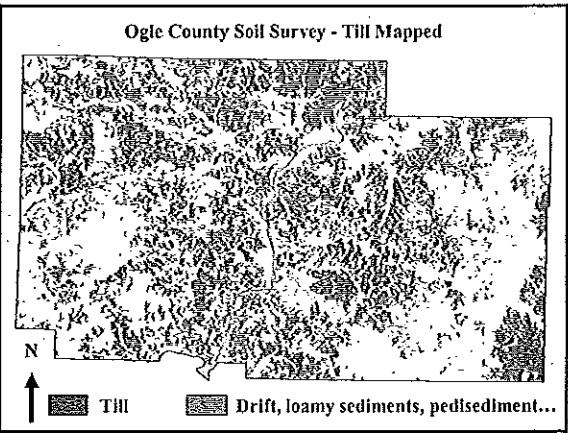 Ogle County Soil Survey - Till Mapped
N
Till
Drift, loamy sediments, pedisediment...